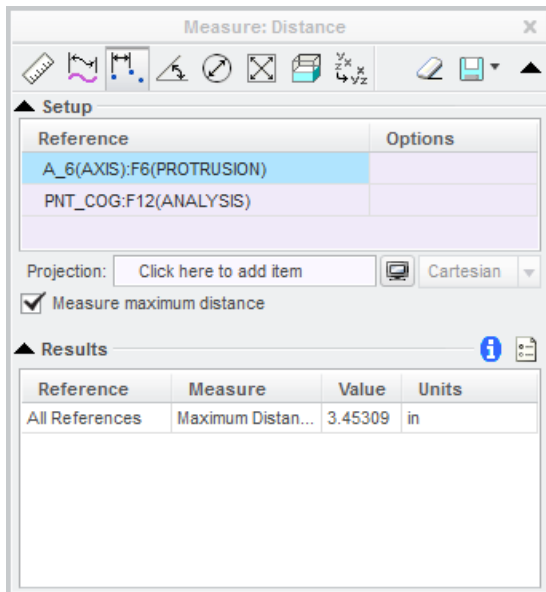 Measure: Distance
Setup
Reference Options
A_6(AXIS):F6(PROTRUSION)
PNT_COG:F12(ANALYSIS)
Projection: Click here to add item Cartesian
Measure maximum distance
Results
Reference Measure Value Units
All References Maximum Distan... 3.45309 in